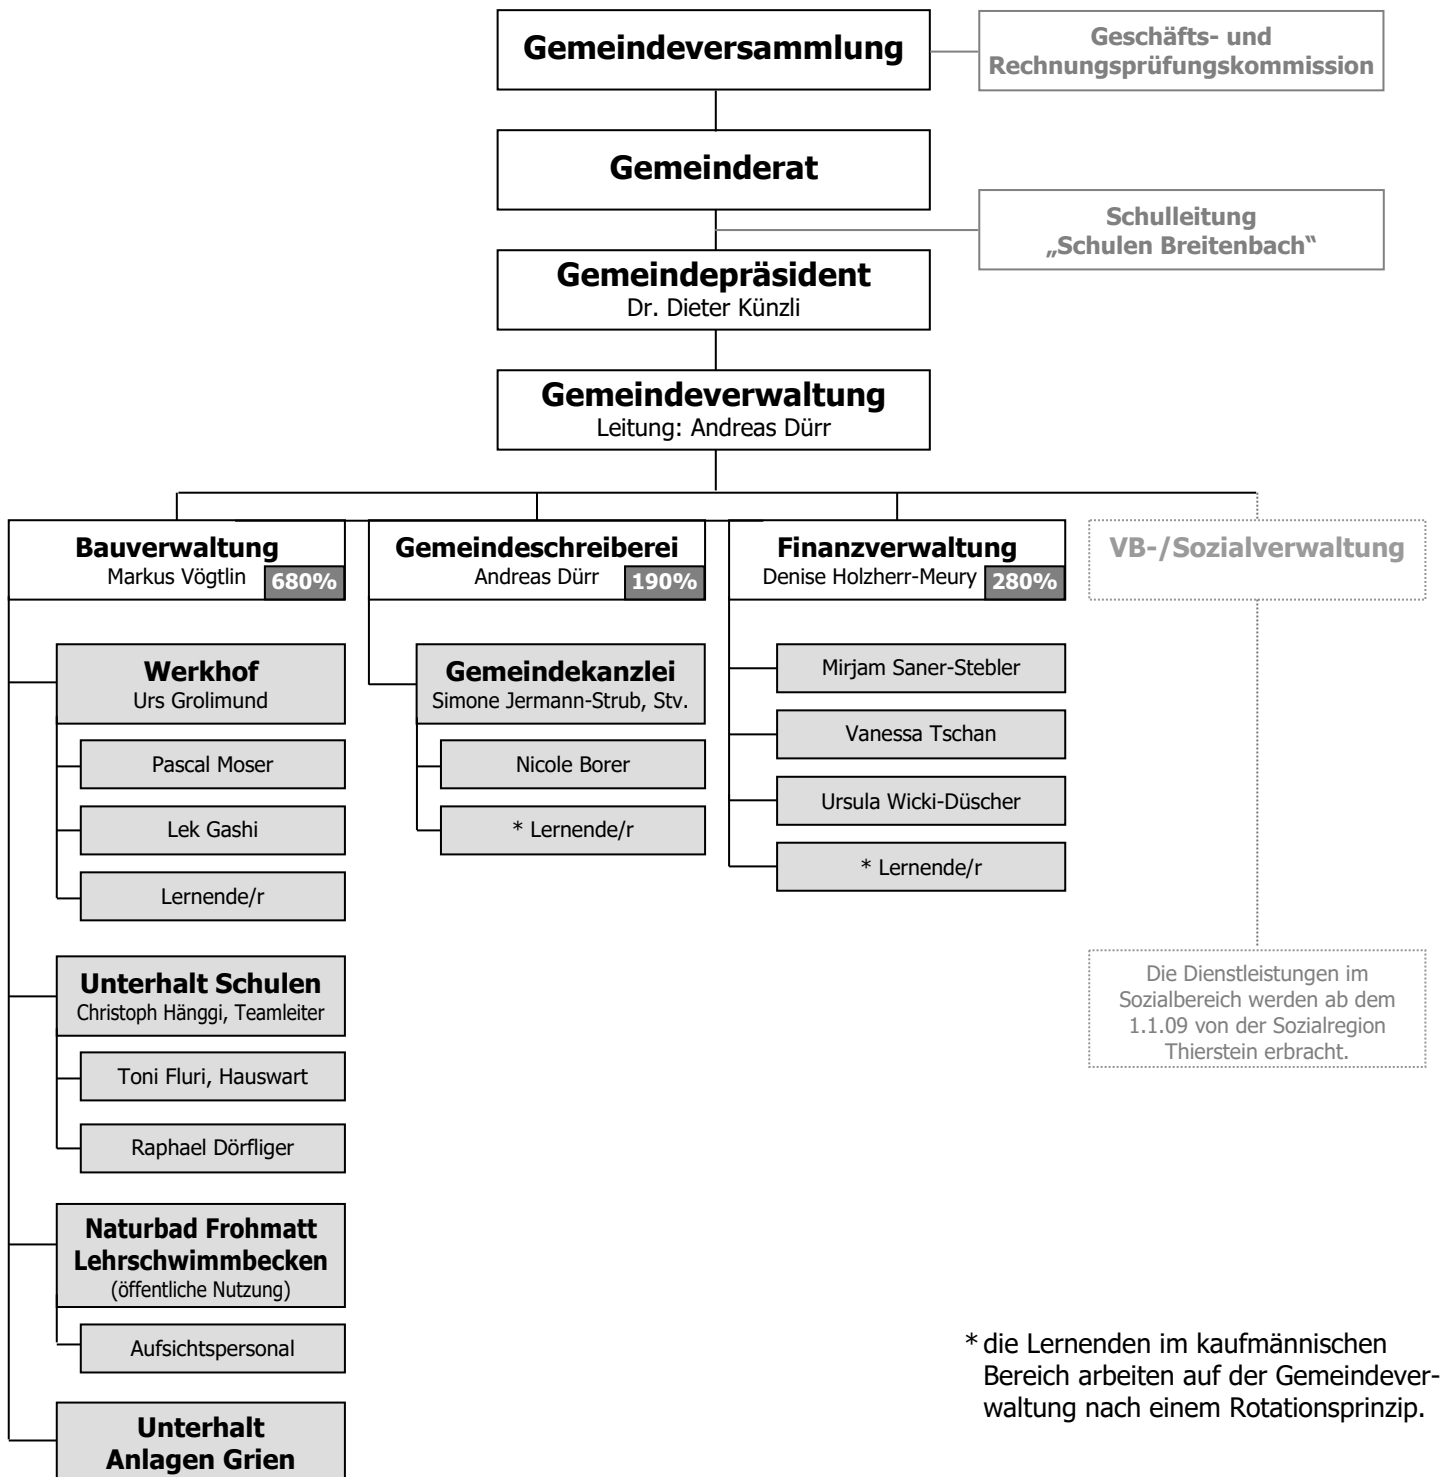 Gemeindeversammlung
Geschäfts- und
Rechnungsprüfungskommission
Gemeinderat
Schulleitung
„Schulen Breitenbach“
Gemeindepräsident
Dr. Dieter Künzli
Gemeindeverwaltung
Leitung: Andreas Dürr
Bauverwaltung
Markus Vögtlin
680%
Gemeindeschreiberei
Andreas Dürr
190%
Finanzverwaltung
Denise Holzherr-Meury
280%
VB-/Sozialverwaltung
Werkhof
Urs Grolimund
Pascal Moser
Lek Gashi
Lernende/r
Gemeindekanzlei
Simone Jermann-Strub, Stv.
Nicole Borer
* Lernende/r
Mirjam Saner-Stebler
Vanessa Tschan
Ursula Wicki-Düscher
* Lernende/r
Unterhalt Schulen
Christoph Hänggi, Teamleiter
Toni Fluri, Hauswart
Raphael Dörfliger
Die Dienstleistungen im
Sozialbereich werden ab dem
1.1.09 von der Sozialregion
Thierstein erbracht.
Naturbad Frohmatt
Lehrschwimmbecken
(öffentliche Nutzung)
Aufsichtspersonal
Unterhalt
Anlagen Grien
* die Lernenden im kaufmännischen
Bereich arbeiten auf der Gemeindever-
waltung nach einem Rotationsprinzip.